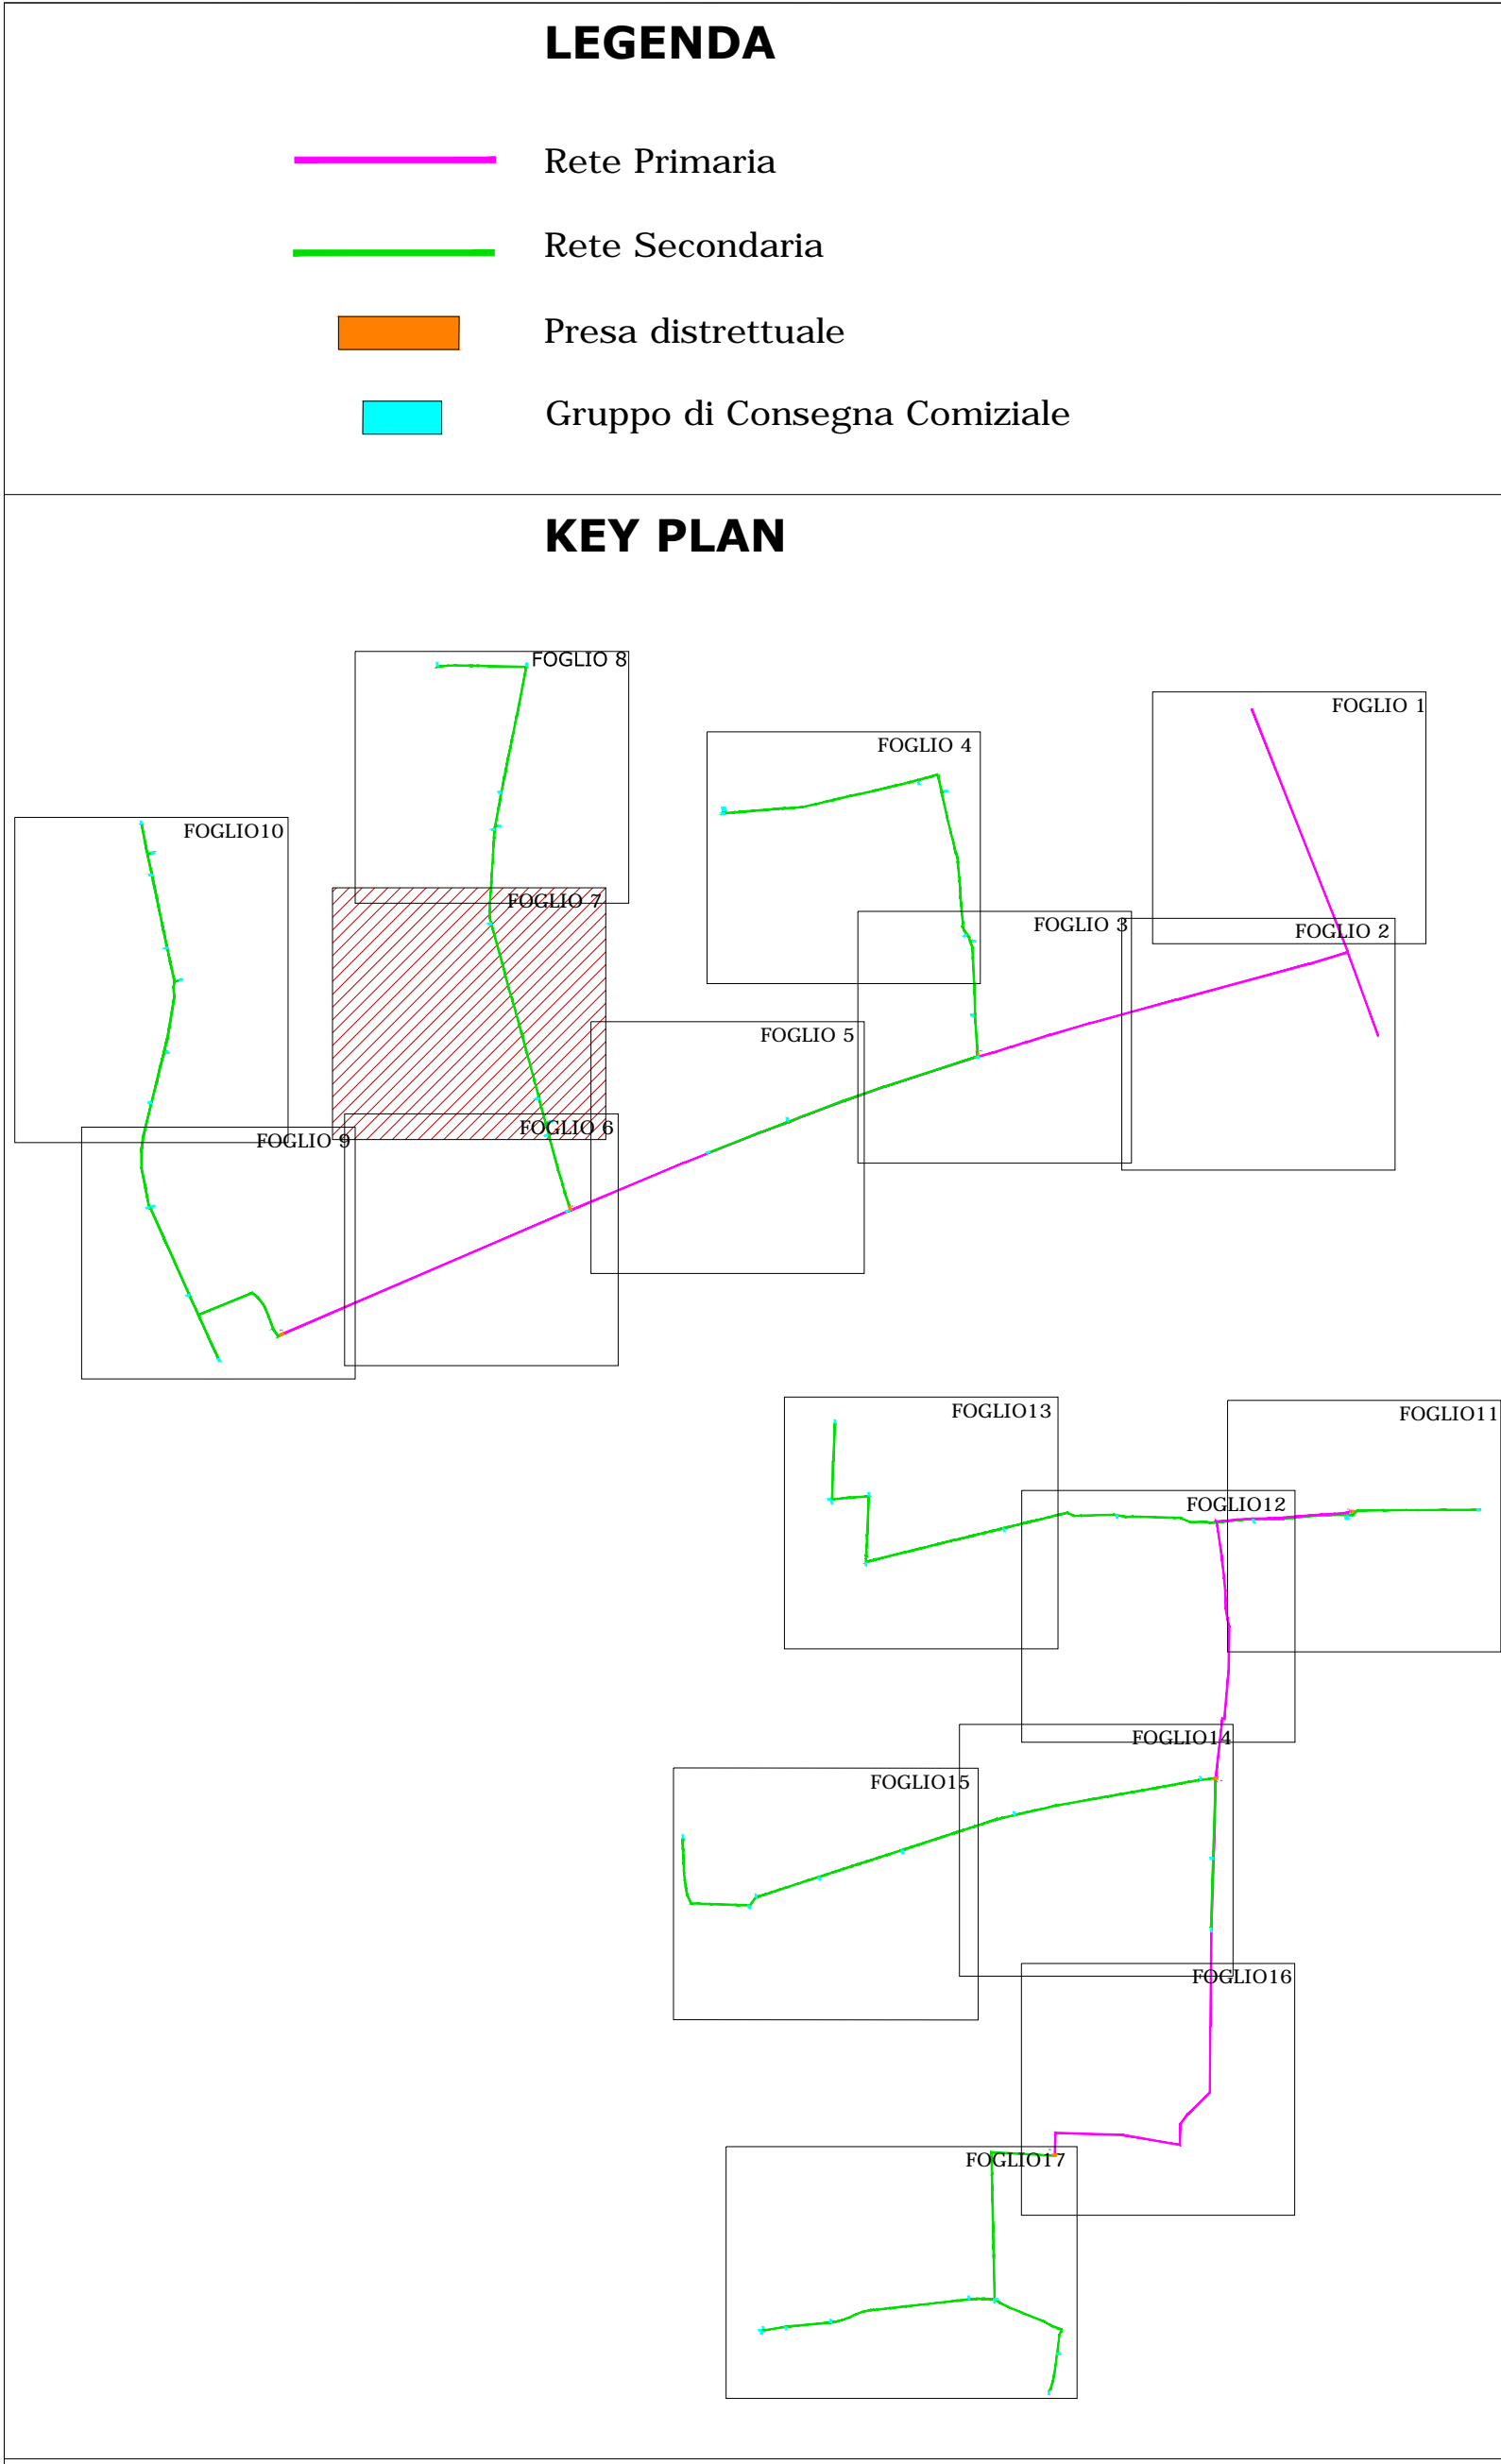 LEGENDA
Rete Primaria
Rete Secondaria
Presa distrettuale
Gruppo di Consegna Comiziale
KEY PLAN
FOGLIO 8
FOGLIO 1
FOGLIO 4
FOGLIO10
FOGLIO 7
FOGLIO 3
FOGLIO 2
FOGLIO 5
FOGLIO 6
FOGLIO 9
FOGLIO13
FOGLIO11
FOGLIO12
FOGLIO14
FOGLIO15
FOGLIO16
FOGLIO17